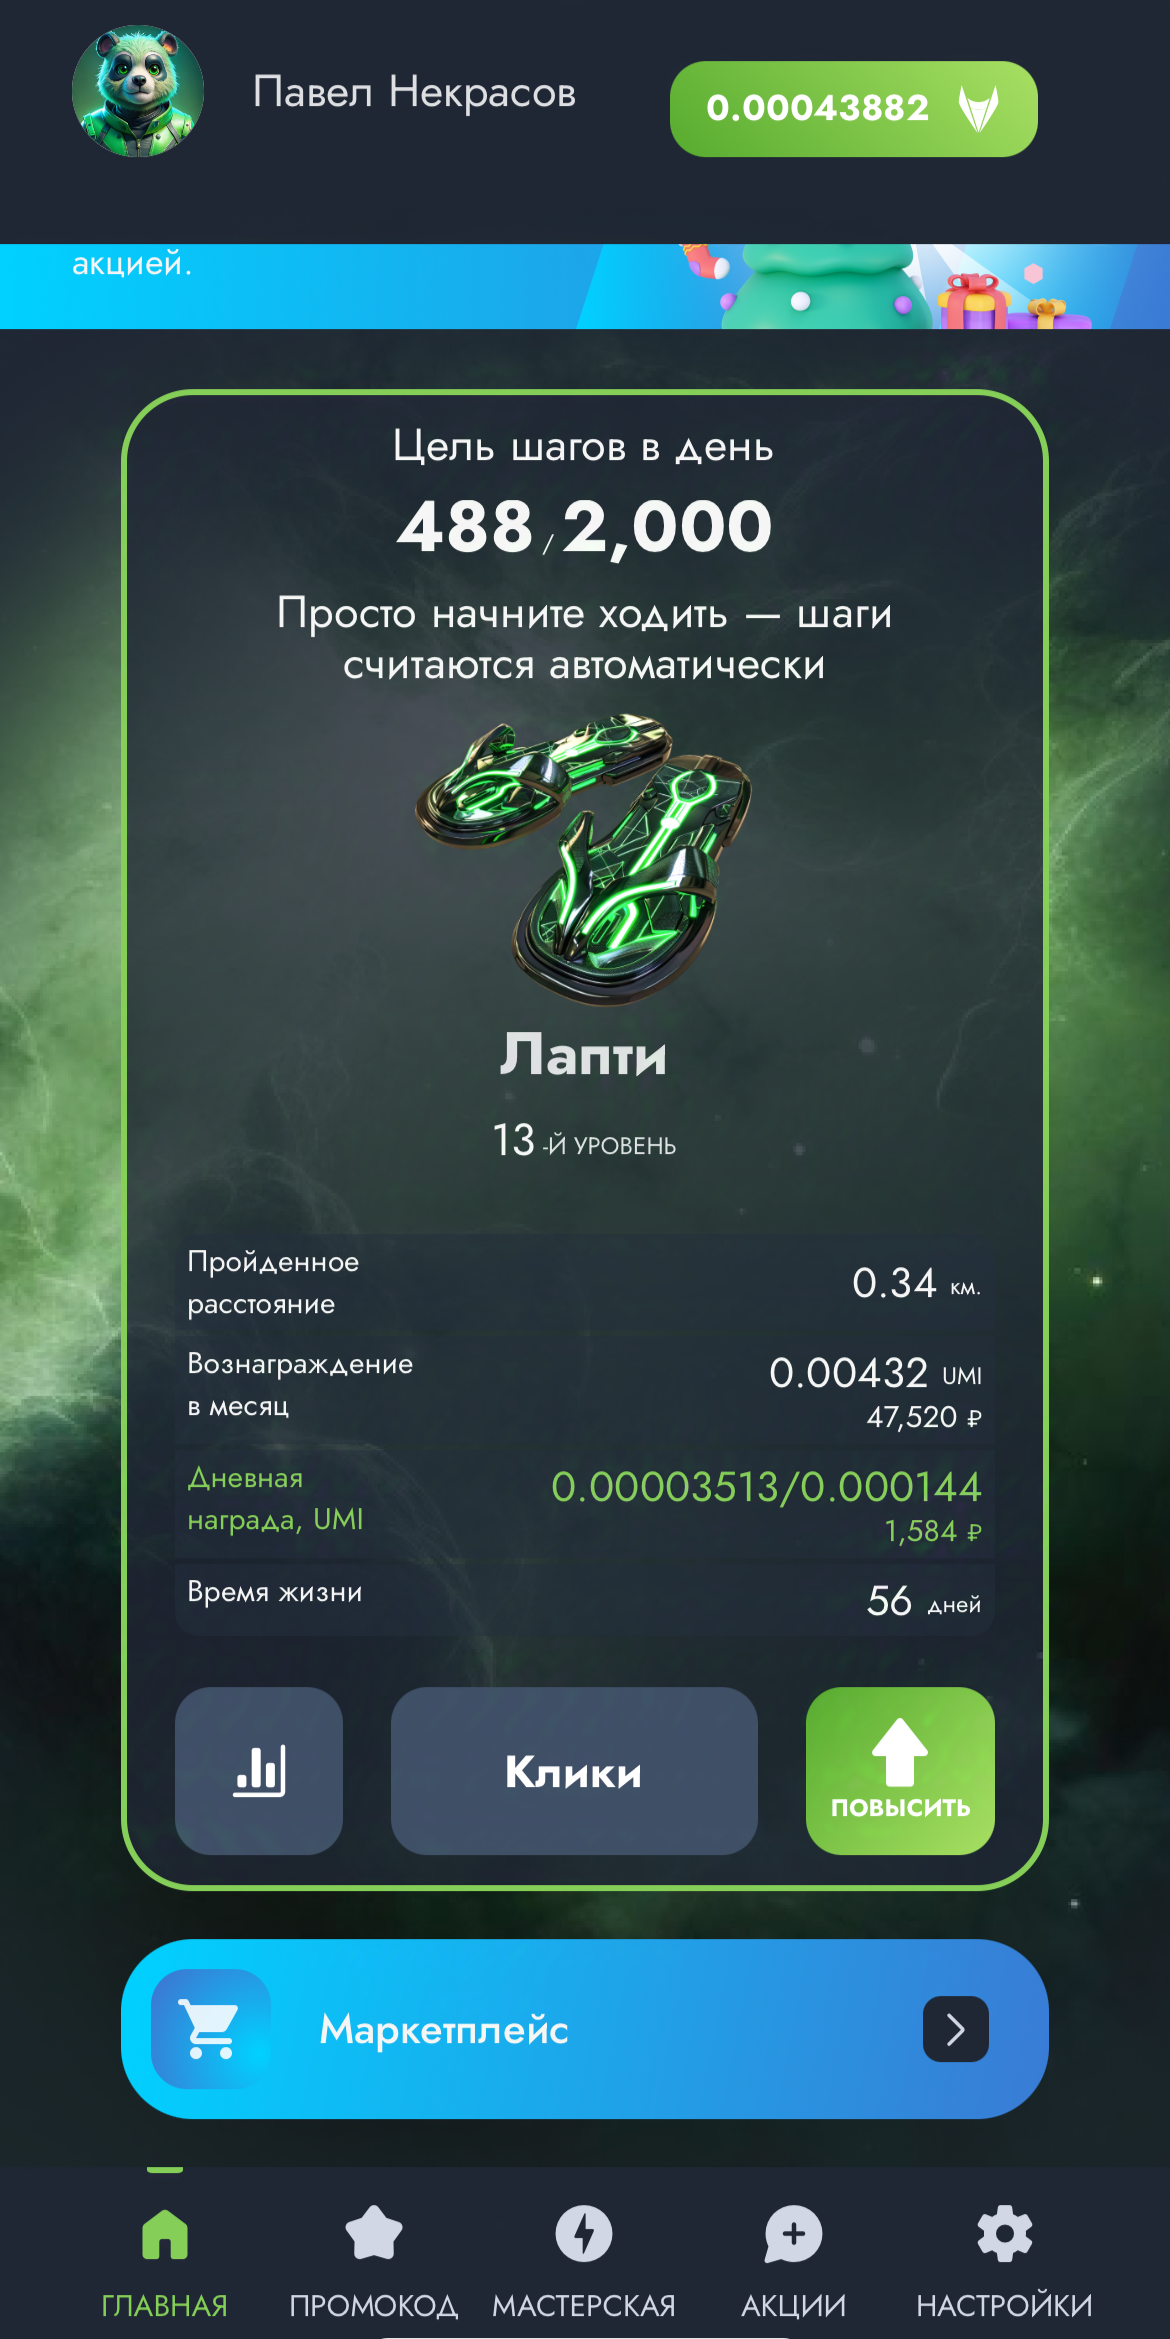 Павел Некрасов
0.00043882
акцией.
Цель шагов в день
488 / 2,000
Просто начните ходить — шаги
считаются автоматически
Лапти
13 -Й УРОВЕНЬ
Пройденное
расстояние
0.34 км.
Вознаграждение
в месяц
0.00432 UMI
47,520 ₽
Дневная
награда, UMI
0.00003513/0.000144
1,584 ₽
Время жизни
56 дней
Клики
ПОВЫСИТЬ
Маркетплейс
ГЛАВНАЯ
ПРОМОКОД
МАСТЕРСКАЯ
АКЦИИ
НАСТРОЙКИ